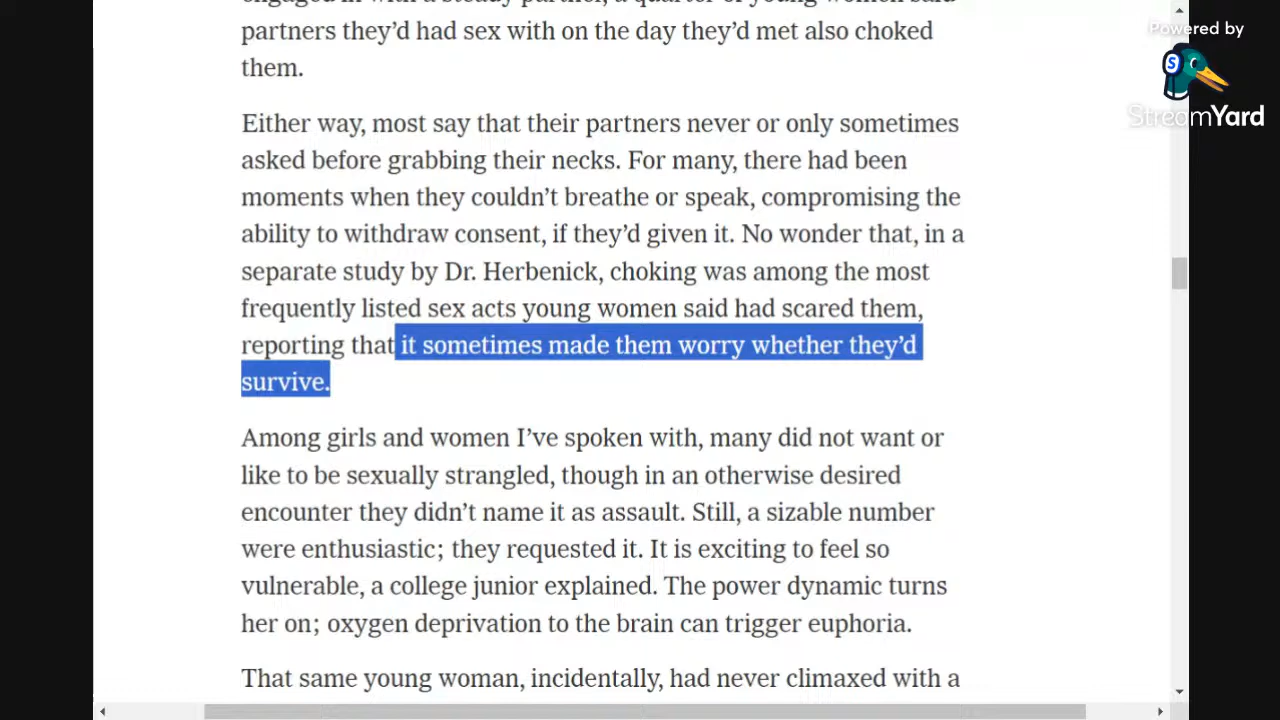 partners they’d had sex with on the day they’d met also choked
them.
Either way, most say that their partners never or only sometimes
asked before grabbing their necks. For many, there had been
moments when they couldn’t breathe or speak, compromising the
ability to withdraw consent, if they’d given it. No wonder that, in a
separate study by Dr. Herbenick, choking was among the most
frequently listed sex acts young women said had scared them,
reporting that it sometimes made them worry whether they’d
survive.
Among girls and women I’ve spoken with, many did not want or
like to be sexually strangled, though in an otherwise desired
encounter they didn’t name it as assault. Still, a sizable number
were enthusiastic; they requested it. It is exciting to feel so
vulnerable, a college junior explained. The power dynamic turns
her on; oxygen deprivation to the brain can trigger euphoria.
That same young woman, incidentally, had never climaxed with a
Powered by
S
StreamYard